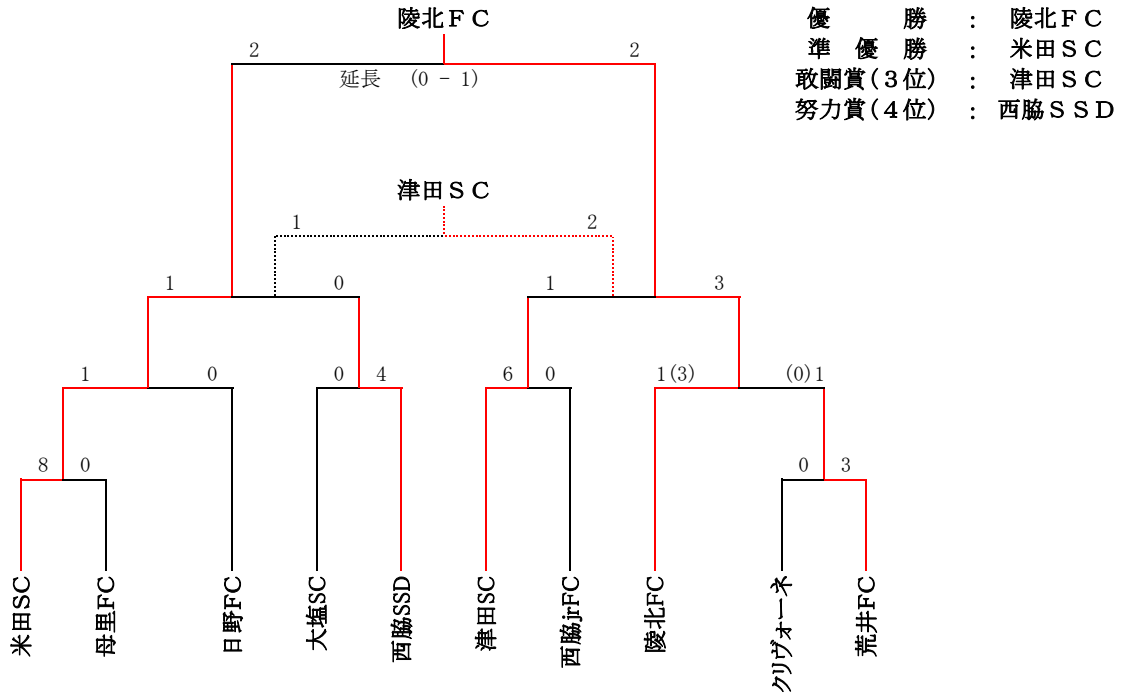 陵北ＦＣ
優　勝　：　陵北ＦＣ
準優勝　：　米田ＳＣ
敢闘賞(３位)　：　津田ＳＣ
努力賞(４位)　：　西脇ＳＳＤ
2　2
延長　(0 - 1)
津田ＳＣ
1　2
1　0　1　3
1　0　0　4　6　0　1(3)　(0)1
8　0　0　3
米田SC
母里FC
日野FC
大塩SC
西脇SSD
津田SC
西脇jrFC
陵北FC
クリヴォーネ
荒井FC